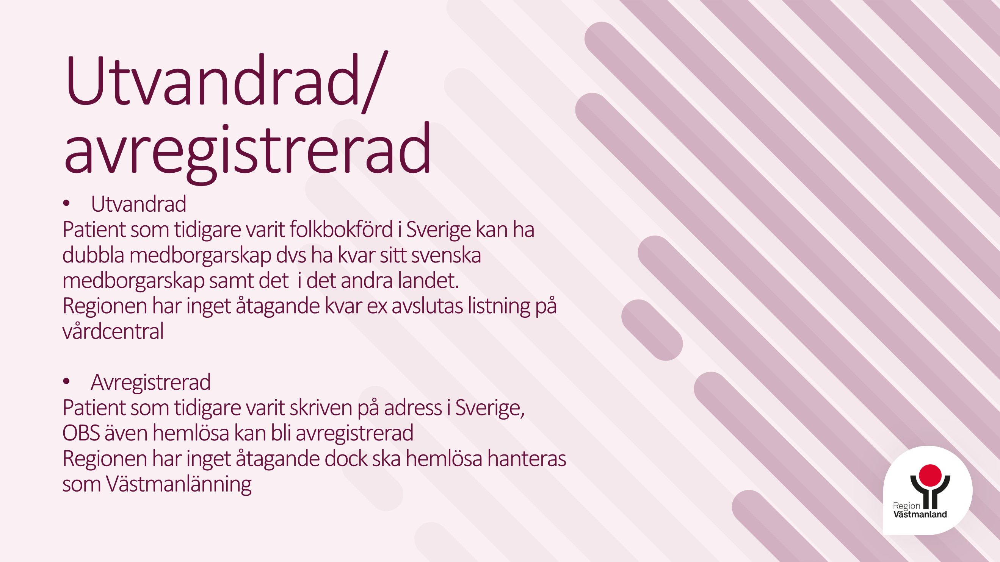 Utvandrad/
avregistrerad
• Utvandrad
Patient som tidigare varit folkbokförd i Sverige kan ha
dubbla medborgarskap dvs ha kvar sitt svenska
medborgarskap samt det  i det andra landet.
Regionen har inget åtagande kvar ex avslutas listning på
vårdcentral
• Avregistrerad
Patient som tidigare varit skriven på adress i Sverige,
OBS även hemlösa kan bli avregistrerad
Regionen har inget åtagande dock ska hemlösa hanteras
som Västmanlänning
Region
Västmanland